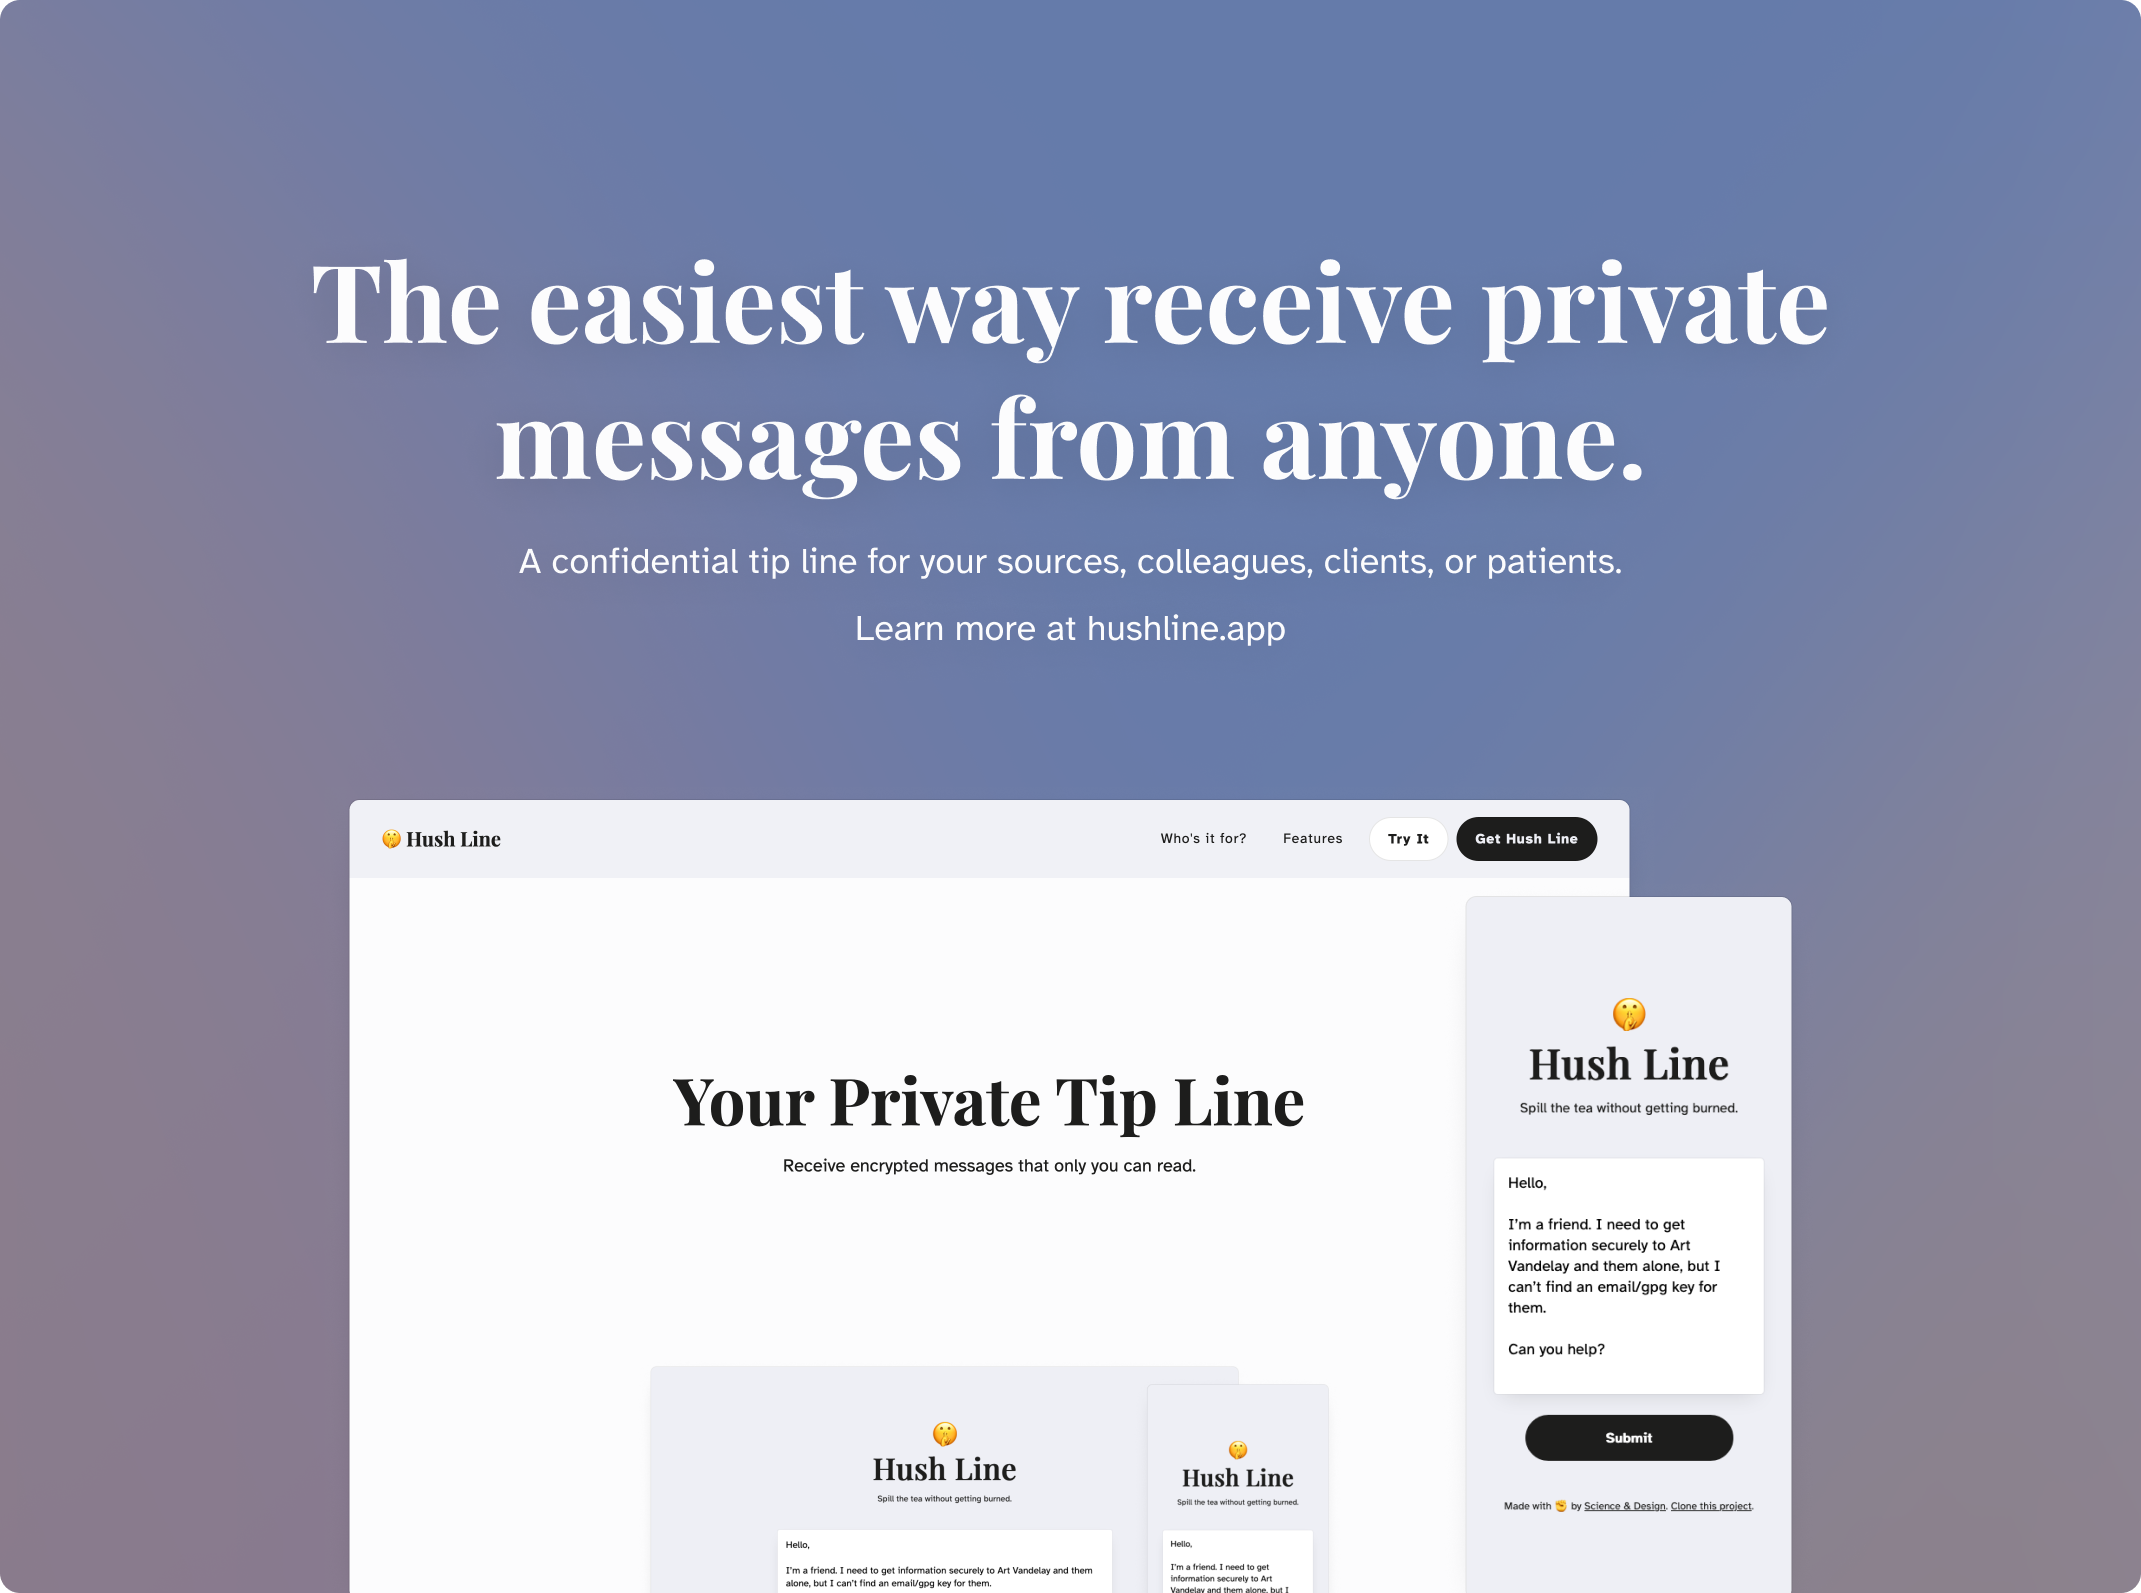 The easiest way receive private
messages from anyone.
A confidential tip line for your sources, colleagues, clients, or patients.
Learn more at hushline.app
🤫 Hush Line
Who's it for?
Features
Try It
Get Hush Line
Your Private Tip Line
Receive encrypted messages that only you can read.
Hush Line
Spill the tea without getting burned.
Hello,
I'm a friend. I need to get information securely to Art Vandelay and them
alone, but I can't find an email/gpg key for them.
Hush Line
Spill the tea without getting burned.
Hello,
I'm a friend. I need to get
information securely to Art
Vandelay and them alone, but I
Hush Line
Spill the tea without getting burned.
Hello,
I'm a friend. I need to get
information securely to Art
Vandelay and them alone, but I
can't find an email/gpg key for
them.
Can you help?
Submit
Made with ✊ by Science & Design. Clone this project.